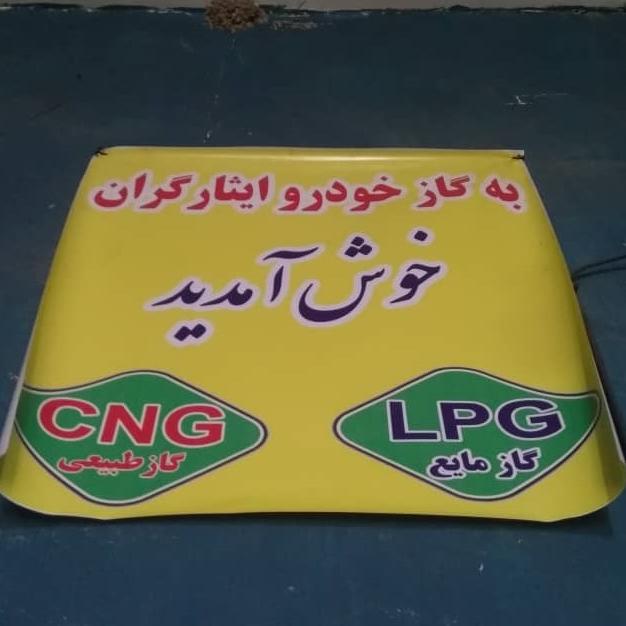 به گاز خودرو ایثارگران
خوش آمدید
LPG
گاز مایع
CNG
گاز طبیعی